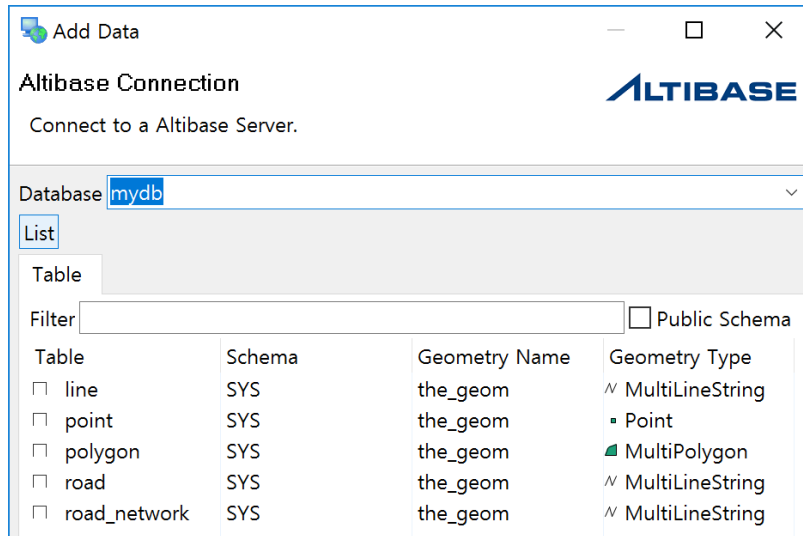 Add Data
Altibase Connection
ALTIBASE
Connect to a Altibase Server.
Database mydb
List
Table
Filter Public Schema
Table Schema Geometry Name Geometry Type
line SYS the_geom MultiLineString
point SYS the_geom Point
polygon SYS the_geom MultiPolygon
road SYS the_geom MultiLineString
road_network SYS the_geom MultiLineString